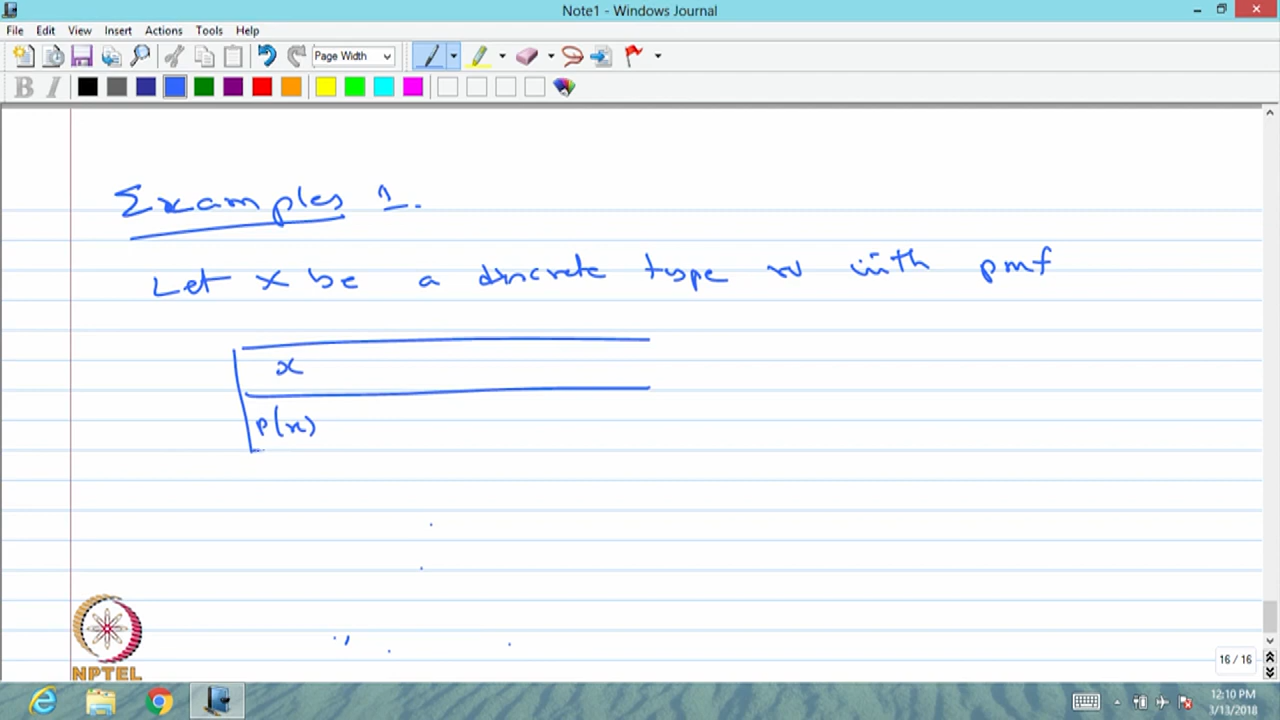 Note1 - Windows Journal
File Edit View Insert Actions Tools Help
Page Width
B I
Examples 1.
Let x be a discrete type rv with pmf
x
p(x)
NPTEL
16 / 16
12:10 PM
3/13/2018